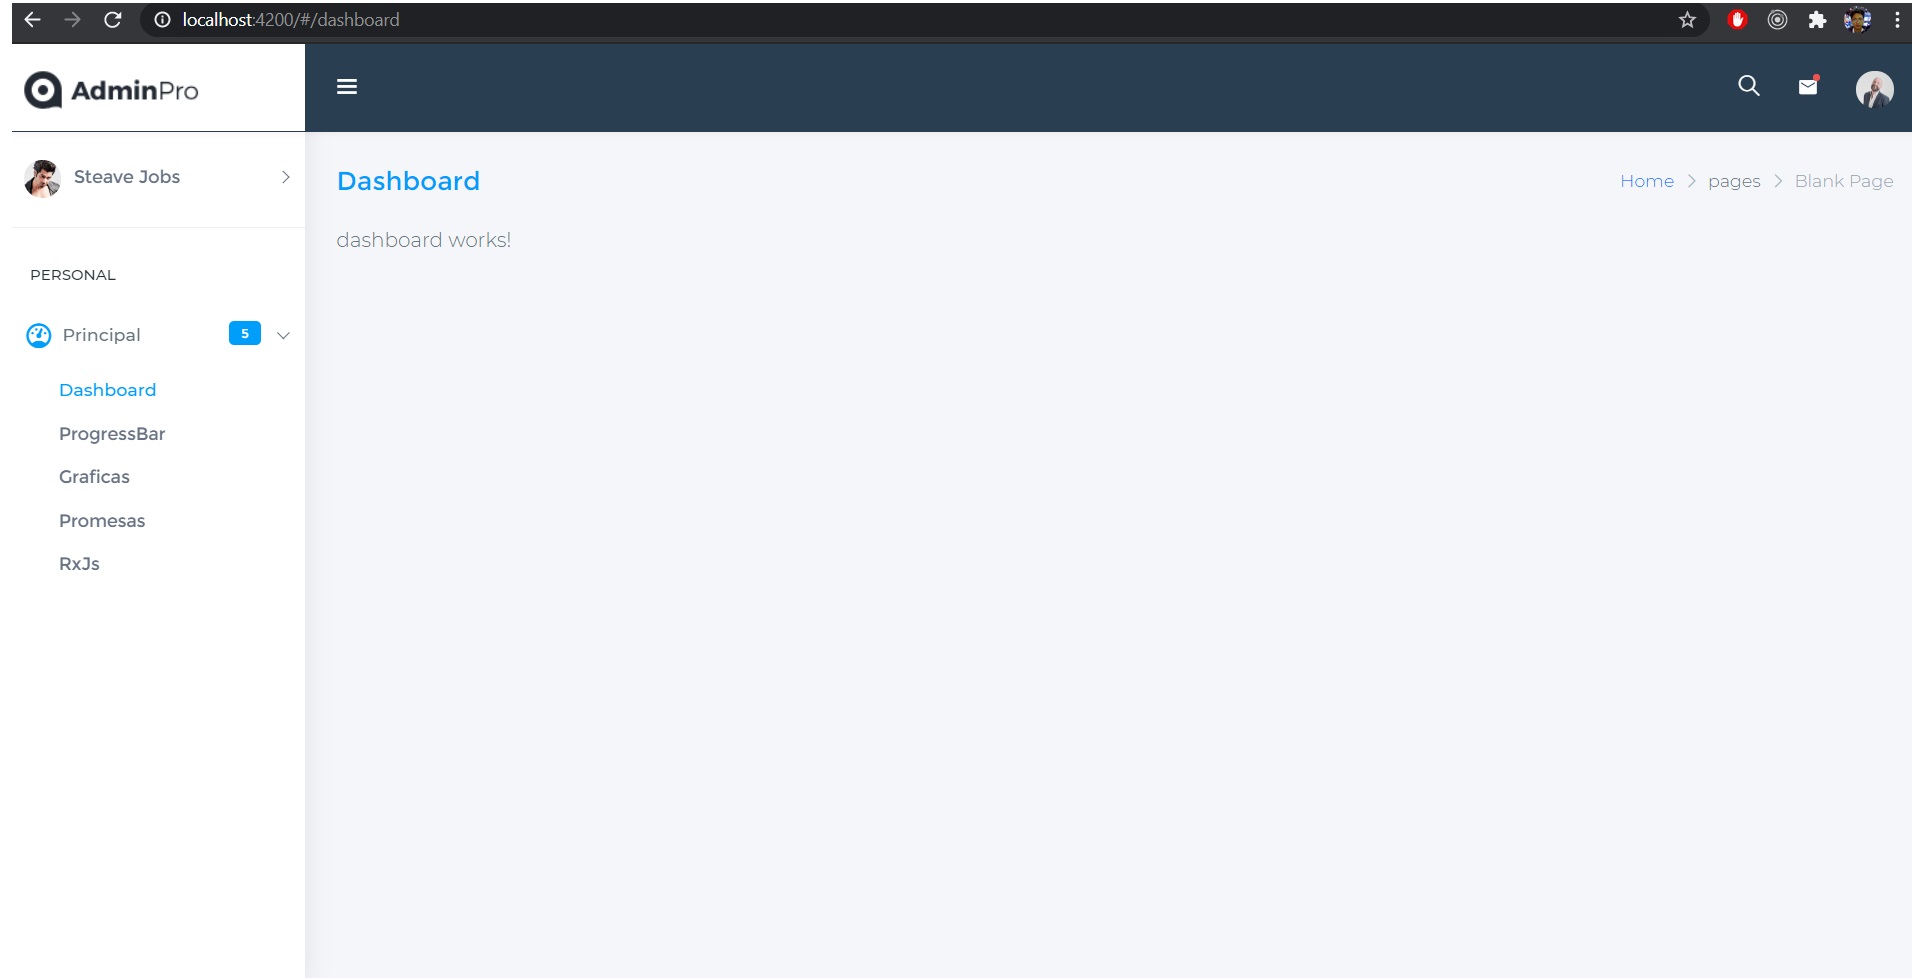 localhost:4200/#/dashboard
AdminPro
Steave Jobs
Dashboard
Home > pages > Blank Page
dashboard works!
PERSONAL
Principal 5
Dashboard
ProgressBar
Graficas
Promesas
RxJs